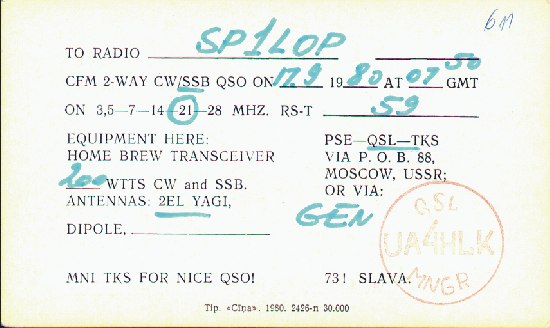 6m
TO RADIO SP1LOP
CFM 2-WAY CW/SSB QSO ON 17.9 1980 AT 07 50 GMT
ON 3,5—7—14—21—28 MHZ. RS-T 59
EQUIPMENT HERE:
HOME BREW TRANSCEIVER
200 WTTS CW and SSB.
ANTENNAS: 2EL YAGI,
DIPOLE,
PSE—QSL—TKS
VIA P. O. B. 88,
MOSCOW, USSR;
OR VIA:
GEN
QSL
UA4HLK
MNGR
MNI TKS FOR NICE QSO!
73! SLAVA.
Tip. «Cīņa». 1980. 2426-п 30.000